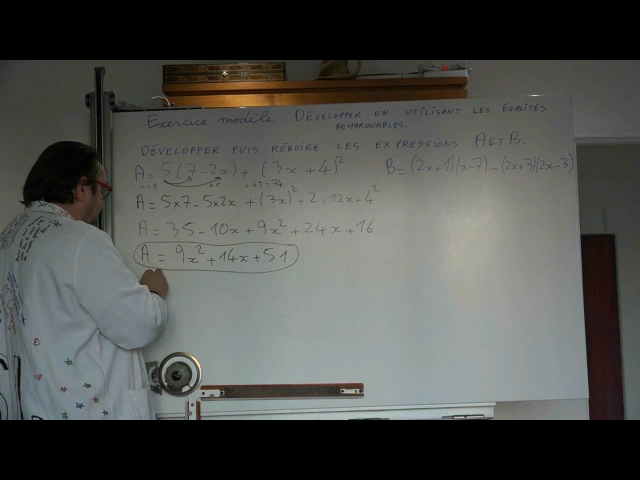 Exercice modèle. DÉVELOPPER EN UTILISANT LES ÉGALITÉS
REMARQUABLES.
DÉVELOPPER PUIS RÉDUIRE LES EXPRESSIONS A ET B.
A = 5(7-2x) + (3x+4)² B = (2x+1)(x-7) - (2x+3)(2x-3)
A = 5×7 - 5×2x + (3x)² + 2×12x + 4²
A = 35 - 10x + 9x² + 24x + 16
A = 9x² + 14x + 51